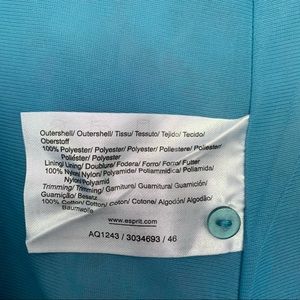 Outershell/ Outershell/ Tissu/ Tessuto/ Tejido/ Tecido/
Oberstoff
100% Polyester/ Polyester/ Polyester/ Poliestere/ Poliester/
Poliéster/ Polyester
Lining/ Lining/ Doublure/ Fodera/ Forro/ Forro/ Futter
100% Nylon/ Nylon/ Polyamide/ Poliammidica/ Poliamida/
Nylon/ Polyamid
Trimming/ Trimming/ Garniture/ Guarnitura/ Guarnición/
Guarnição/ Besatz
100% Cotton/ Cotton/ Coton/ Cotone/ Algodón/ Algodão/
Baumwolle
www.esprit.com
AQ1243 / 3034693 / 46